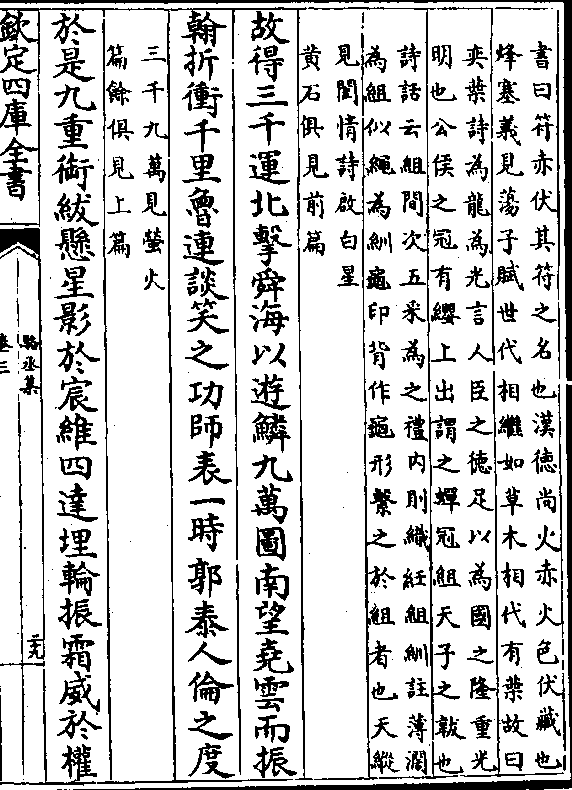 書曰符赤伏其符之名也漢徳尚火赤火色伏藏也
烽塞義見蕩子賦世代相繼如草木相代有葉故曰
奕葉詩為龍為光言人臣之徳足以為國之隆重光
明也公侯之冠有纓上出謂之蟬冠組天子之韍也
詩話云組間次五采為之禮内則織紝組紃註薄濶
為組似繩為紃龜印背作龜形繫之於組者也天縱
見閨情詩啟白星
黄石俱見前篇
故得三千運北擊舜海以遊鱗九萬圖南望堯雲而振
翰折衝千里魯連談笑之功師表一時郭泰人倫之度
三千九萬見螢火
篇餘俱見上篇
於是九重銜紱懸星影於宸維四達埋輪振霜威於權
欽定四庫全書
駱丞集
卷三
二九